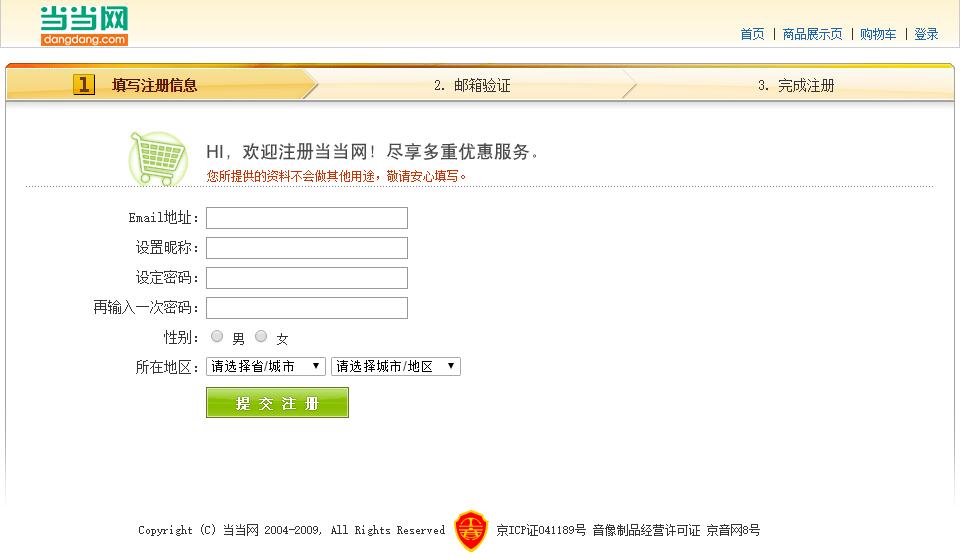 当当网
dangdang.com
首页 | 商品展示页 | 购物车 | 登录
1 填写注册信息 2. 邮箱验证 3. 完成注册
HI，欢迎注册当当网！尽享多重优惠服务。
您所提供的资料不会做其他用途，敬请安心填写。
Email地址：
设置昵称：
设定密码：
再输入一次密码：
性别： 男 女
所在地区： 请选择省/城市 请选择城市/地区
提交注册
Copyright (C) 当当网 2004-2009, All Rights Reserved 京ICP证041189号 音像制品经营许可证 京音网8号